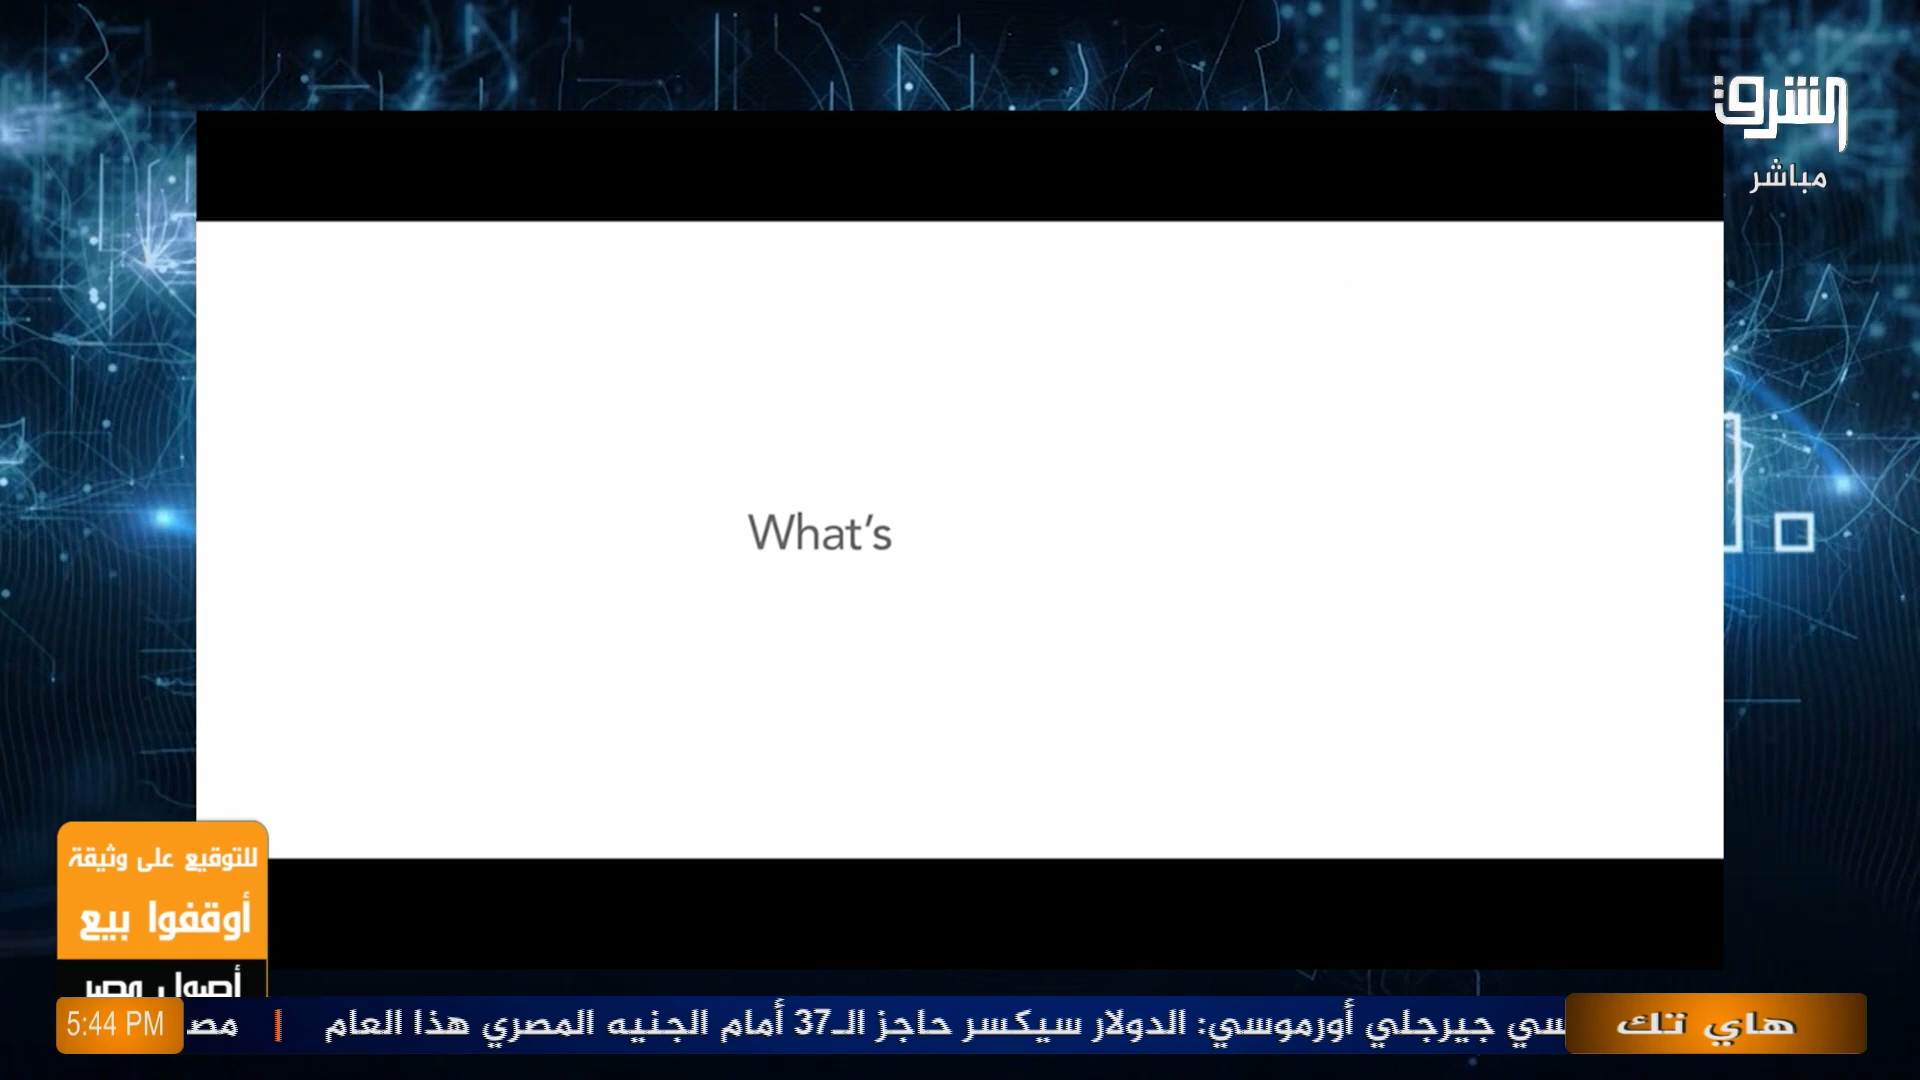 الشرق
مباشر
What's
للتوقيع على وثيقة
أوقفوا بيع
أصول مصر
هاي تك
جيرجلي أورموسي: الدولار سيكسر حاجز الـ37 أمام الجنيه المصري هذا العام |
5:44 PM